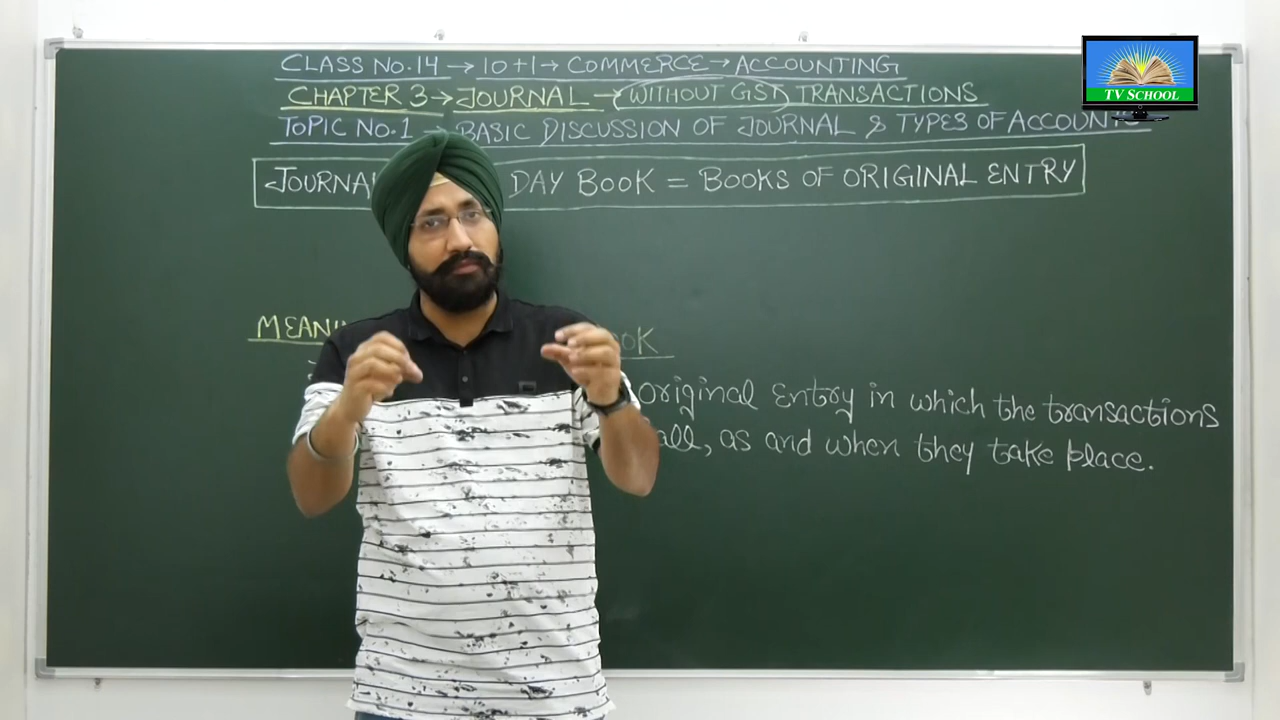 CLASS NO.14 → 10+1 → COMMERCE → ACCOUNTING
TV SCHOOL
CHAPTER 3 → JOURNAL → (WITHOUT GST) TRANSACTIONS
TOPIC NO.1 → BASIC DISCUSSION OF JOURNAL & TYPES OF ACCOUNTS
DAY BOOK = BOOKS OF ORIGINAL ENTRY
original Entry in which the transactions
all, as and when they take place.